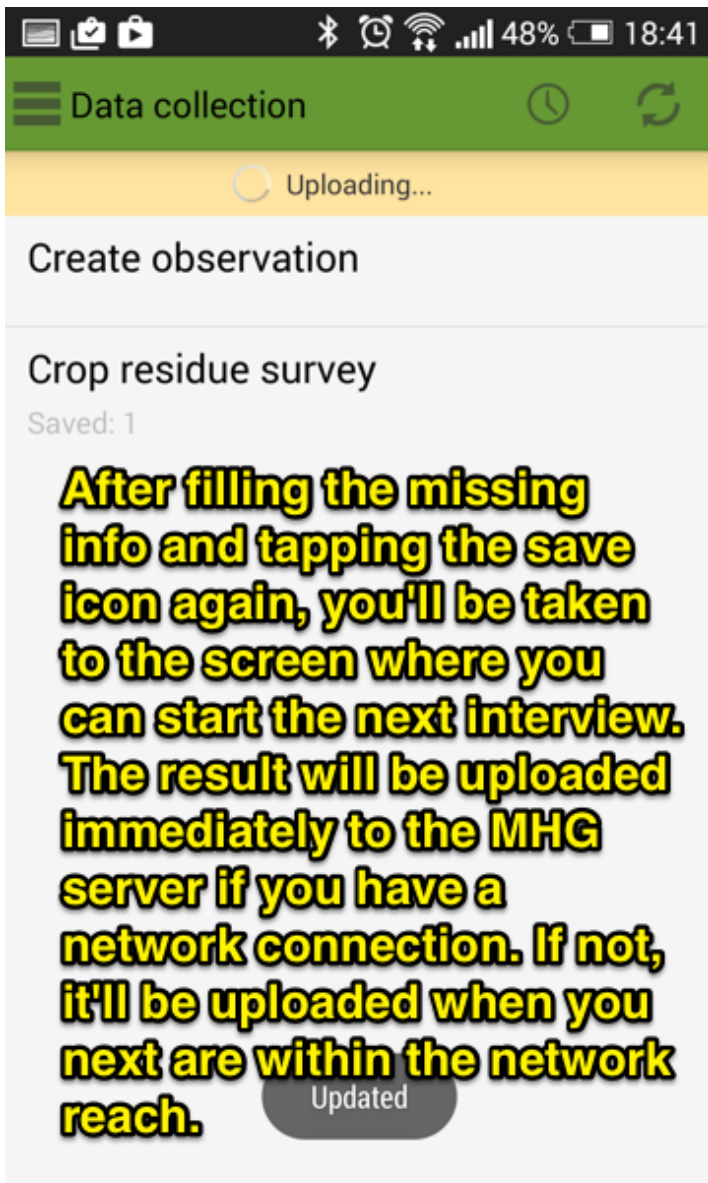 48% 18:41
Data collection
Uploading...
Create observation
Crop residue survey
Saved: 1
After filling the missing
info and tapping the save
icon again, you'll be taken
to the screen where you
can start the next interview.
The result will be uploaded
immediately to the MHG
server if you have a
network connection. If not,
it'll be uploaded when you
next are within the network
reach.
Updated